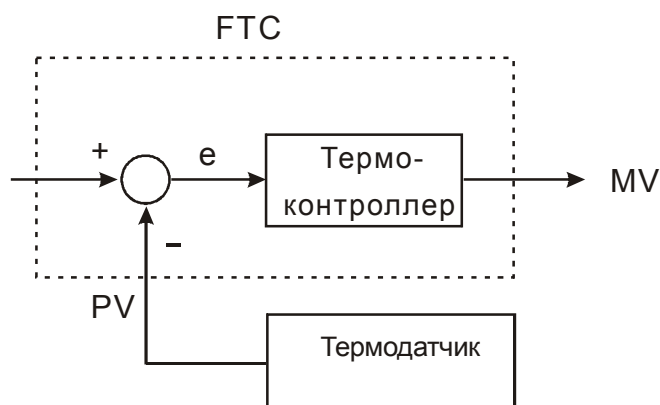 FTC
+
e
Термо-
контроллер
MV
−
PV
Термодатчик